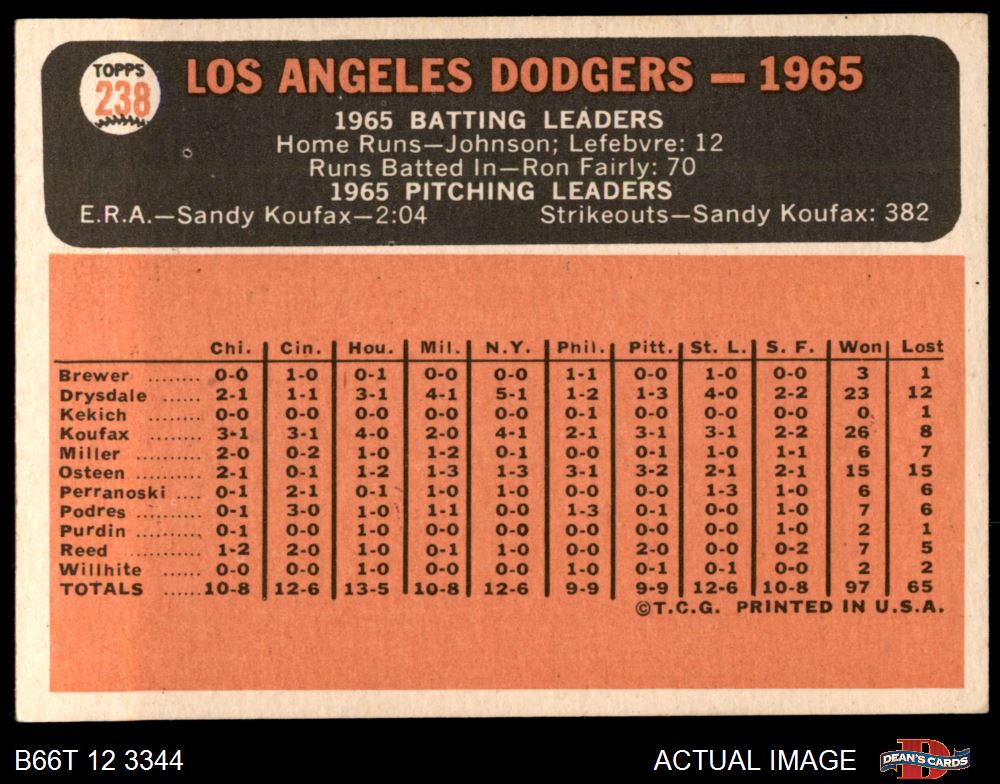 TOPPS
238
LOS ANGELES DODGERS — 1965
1965 BATTING LEADERS
Home Runs—Johnson; Lefebvre: 12
Runs Batted In—Ron Fairly: 70
1965 PITCHING LEADERS
E.R.A.—Sandy Koufax—2:04 Strikeouts—Sandy Koufax: 382
Chi. Cin. Hou. Mil. N.Y. Phil. Pitt. St. L. S. F. Won Lost
Brewer ........ 0-0 1-0 0-1 0-0 0-0 1-1 0-0 1-0 0-0 3 1
Drysdale ...... 2-1 1-1 3-1 4-1 5-1 1-2 1-3 4-0 2-2 23 12
Kekich ........ 0-0 0-0 0-0 0-0 0-0 0-1 0-0 0-0 0-0 0 1
Koufax ........ 3-1 3-1 4-0 2-0 4-1 2-1 3-1 3-1 2-2 26 8
Miller ........ 2-0 0-2 1-0 1-2 0-1 0-0 0-1 1-0 1-1 6 7
Osteen ........ 2-1 0-1 1-2 1-3 1-3 3-1 3-2 2-1 2-1 15 15
Perranoski .... 0-1 2-1 0-1 1-0 1-0 0-0 0-0 1-3 1-0 6 6
Podres ........ 0-1 3-0 1-0 1-1 0-0 1-3 0-1 0-0 1-0 7 6
Purdin ........ 0-1 0-0 1-0 0-0 0-0 0-0 0-0 0-0 1-0 2 1
Reed .......... 1-2 2-0 1-0 0-1 1-0 0-0 2-0 0-0 0-2 7 5
Willhite ...... 0-0 0-0 1-0 0-0 0-0 1-0 0-1 0-1 0-0 2 2
TOTALS ...... 10-8 12-6 13-5 10-8 12-6 9-9 9-9 12-6 10-8 97 65
©T.C.G. PRINTED IN U.S.A.
B66T 12 3344 ACTUAL IMAGE DEAN'S CARDS